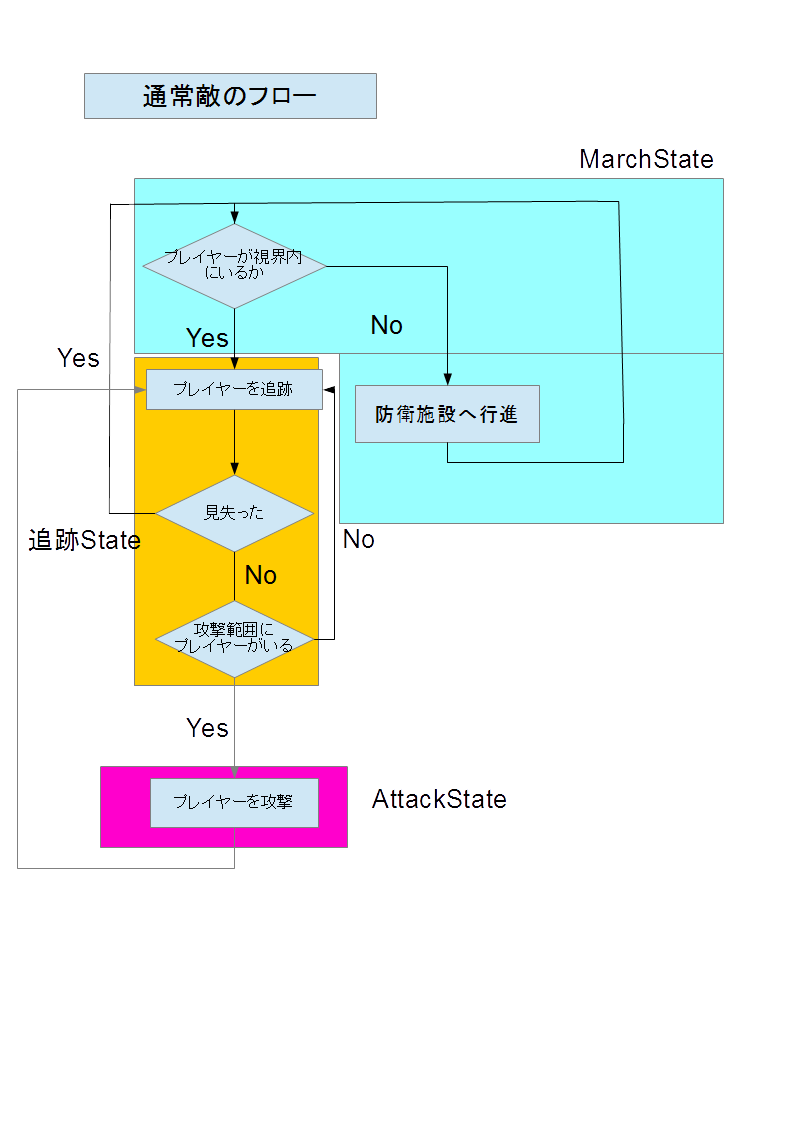 通常敵のフロー
MarchState
プレイヤーが視界内
にいるか
No
Yes
Yes
プレイヤーを追跡
防衛施設へ行進
見失った
追跡State
No
No
攻撃範囲に
プレイヤーがいる
Yes
プレイヤーを攻撃
AttackState